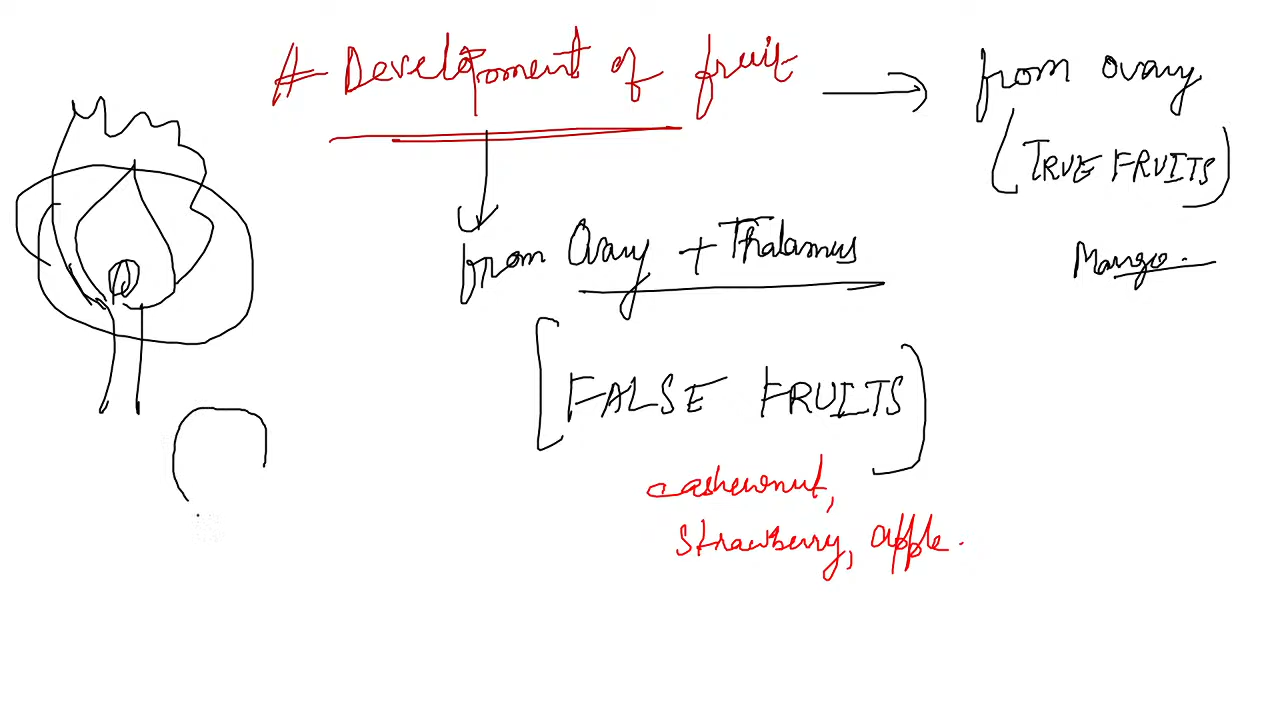 # Development of fruit
from ovary
(TRUE FRUITS)
Mango.
from Ovary + Thalamus
[FALSE FRUITS]
cashewnut,
strawberry, apple.